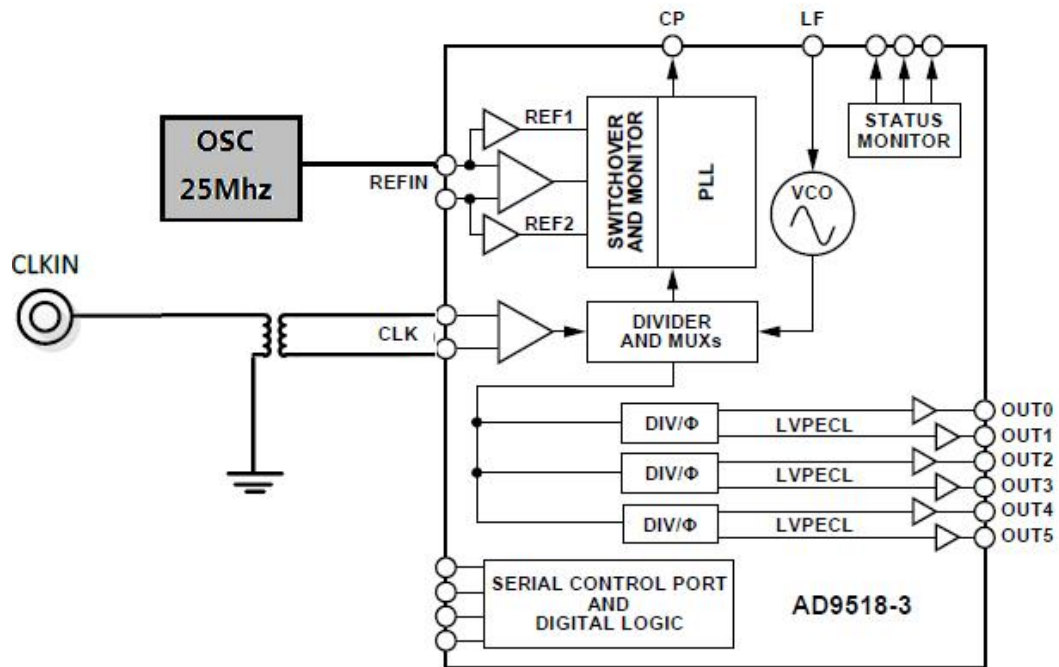 CP
LF
OSC
25Mhz
REFIN
REF1
REF2
SWITCHOVER
AND MONITOR
PLL
STATUS
MONITOR
VCO
CLKIN
CLK
DIVIDER
AND MUXs
DIV/Φ
LVPECL
OUT0
OUT1
DIV/Φ
LVPECL
OUT2
OUT3
DIV/Φ
LVPECL
OUT4
OUT5
SERIAL CONTROL PORT
AND
DIGITAL LOGIC
AD9518-3